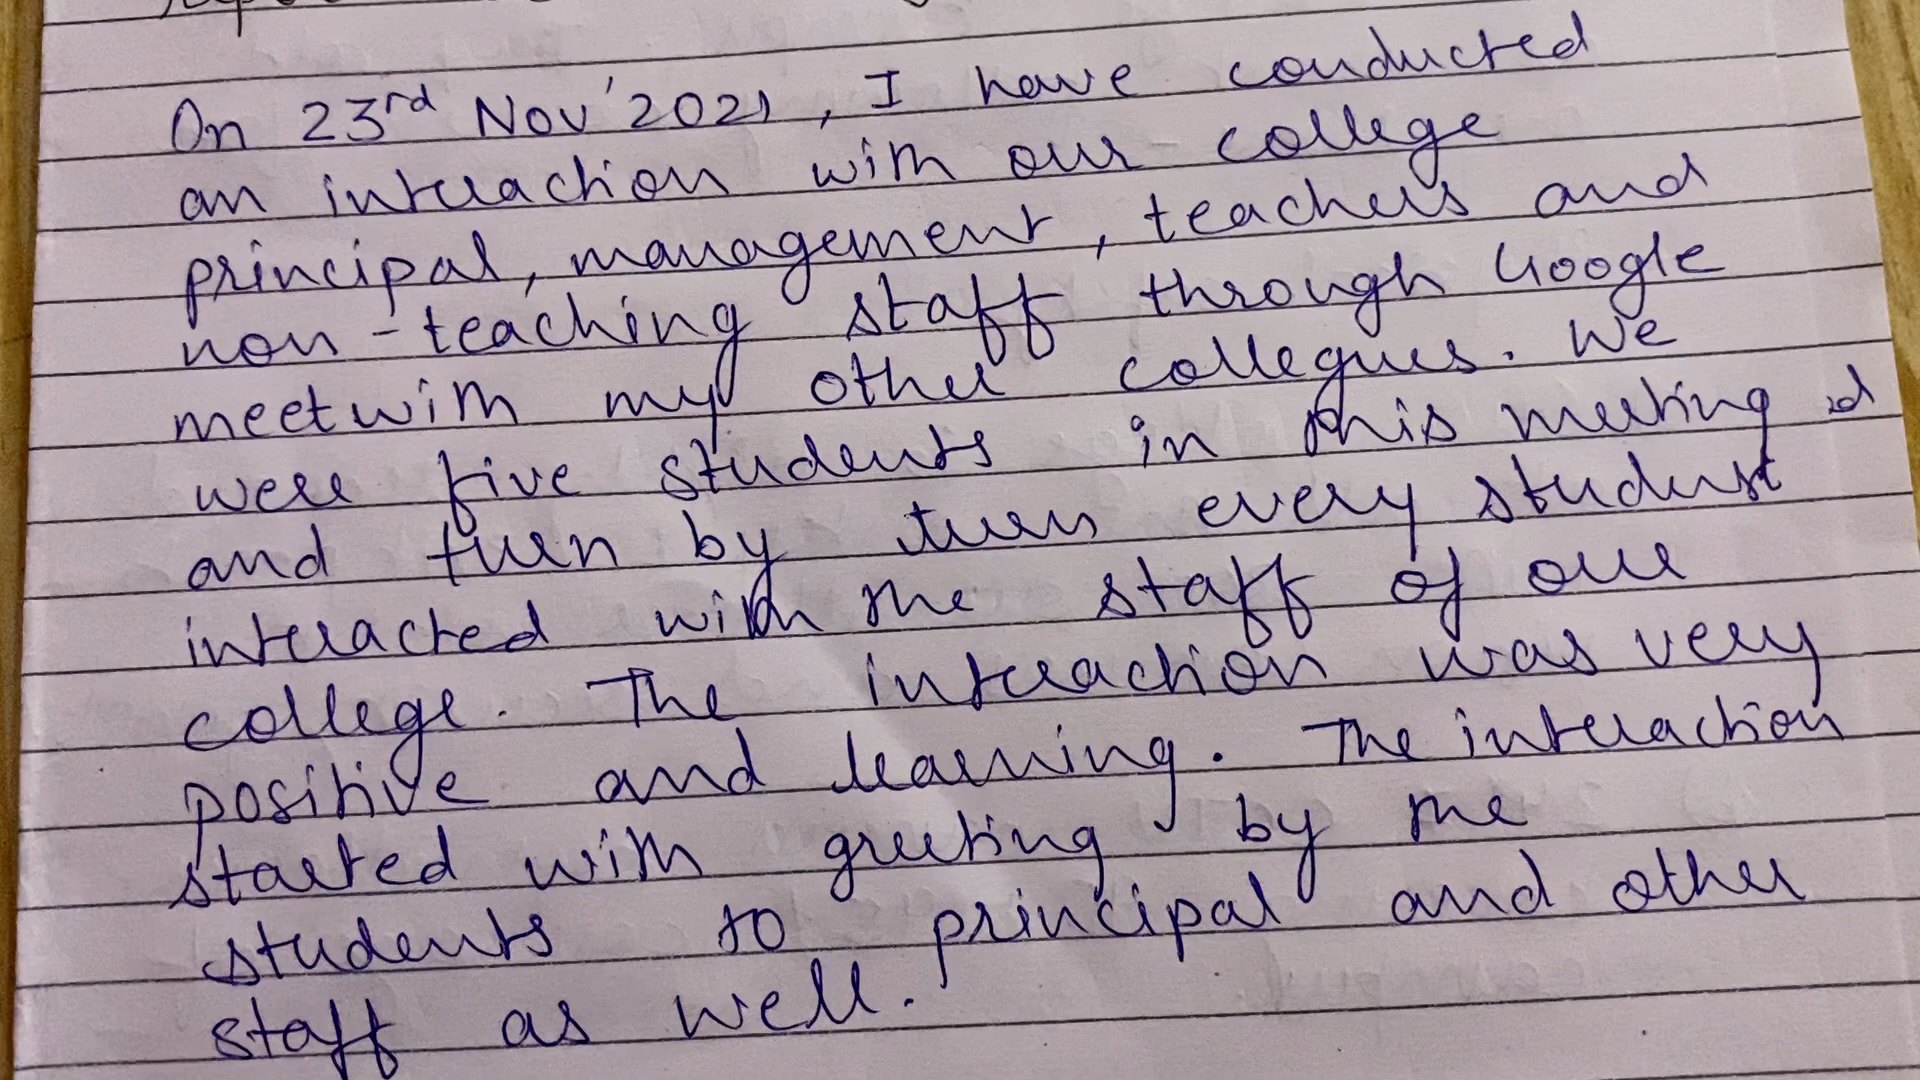 On 23rd Nov'2021, I have conducted
an interaction with our college
principal, management, teachers and
non-teaching staff through Google
meet with my other collegues. We
were five students in this meeting
and turn by turn every student
interacted with the staff of our
college. The interaction was very
positive and learning. The interaction
started with greeting by the
students to principal and other
staff as well.